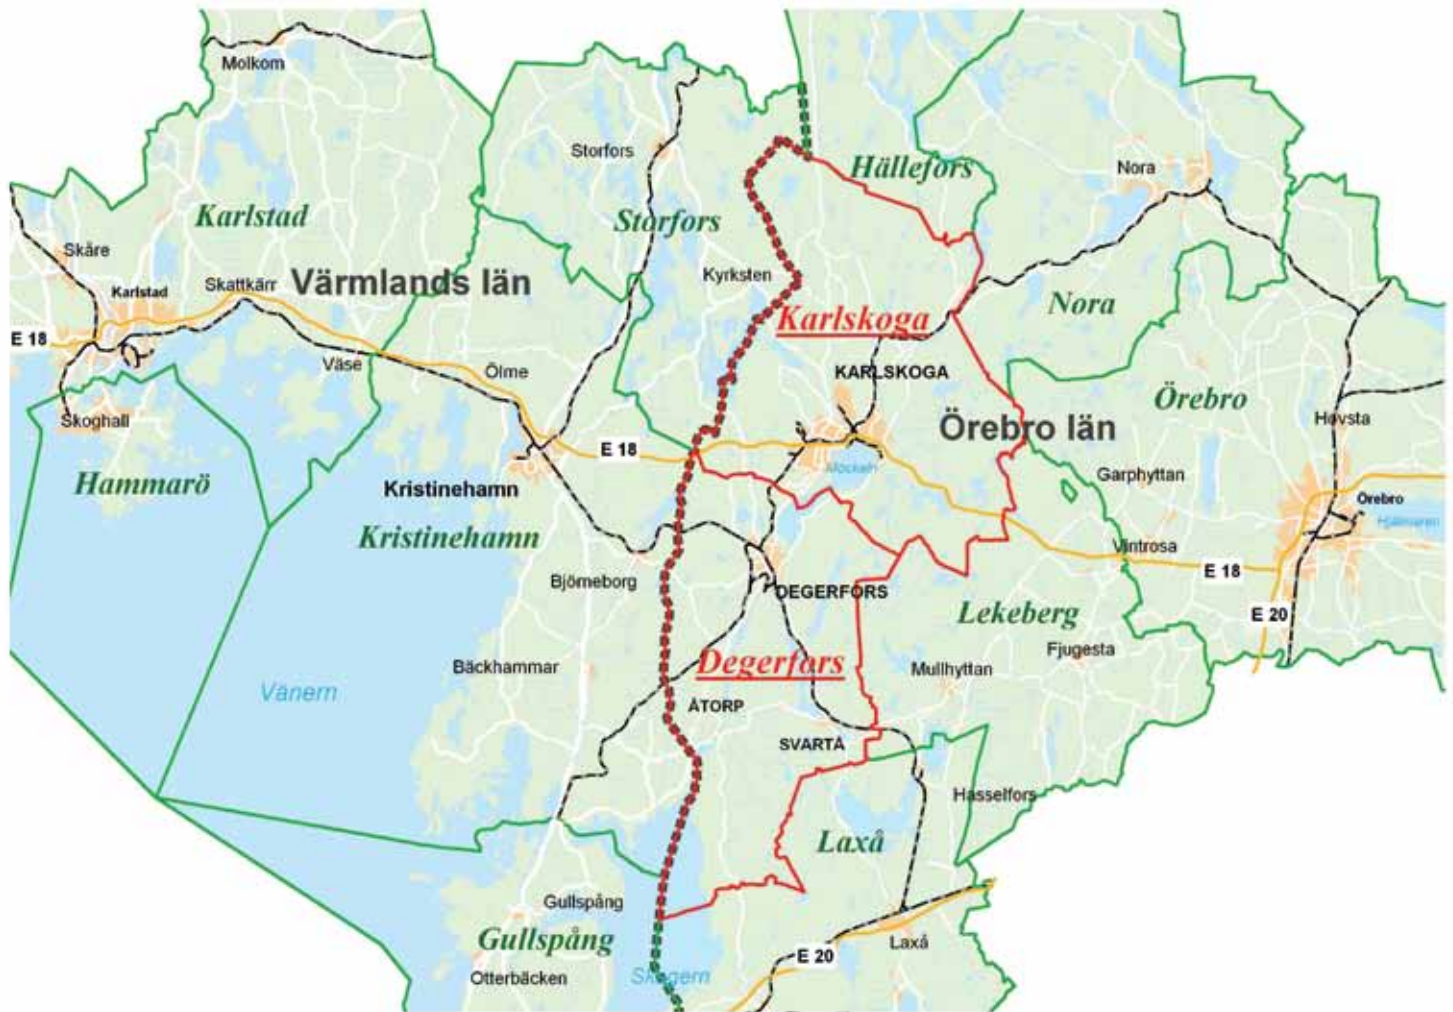 Molkom
Storfors
Hällefors
Nora
Karlstad
Storfors
Skåre
Kyrksten
Karlstad
Skattkärr
Värmlands län
Nora
Karlskoga
E 18
Väse
Ölme
KARLSKOGA
Örebro
Skoghall
Örebro län
Hovsta
E 18
Möckeln
Garphyttan
Hammarö
Kristinehamn
Örebro
Hjälmaren
Kristinehamn
Vintrosa
E 18
Björneborg
DEGERFORS
Lekeberg
E 20
Fjugesta
Bäckhammar
Degerfors
Mullhyttan
Vänern
ÅTORP
SVARTÅ
Hasselfors
Laxå
Gullspång
Gullspång
Laxå
E 20
Otterbäcken
Skagern